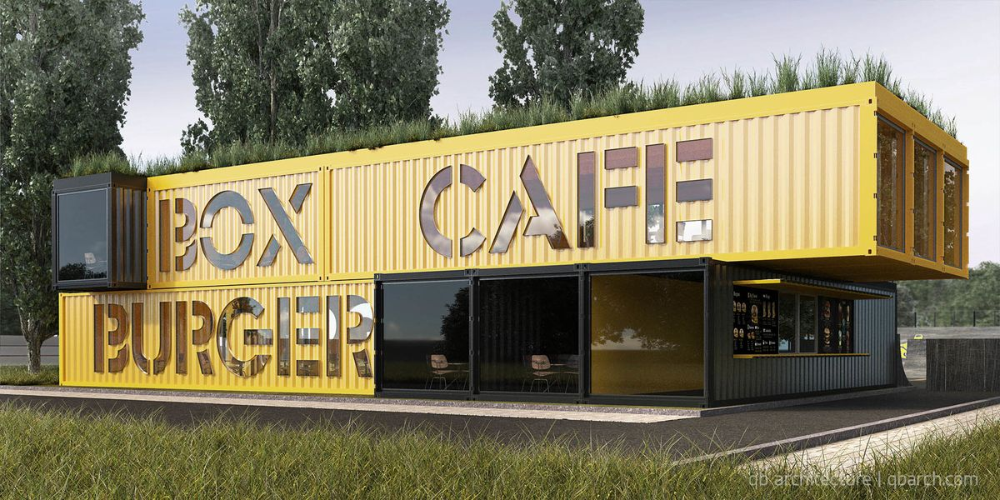 BOX CAFE
BURGER
qb architecture | qbarch.com